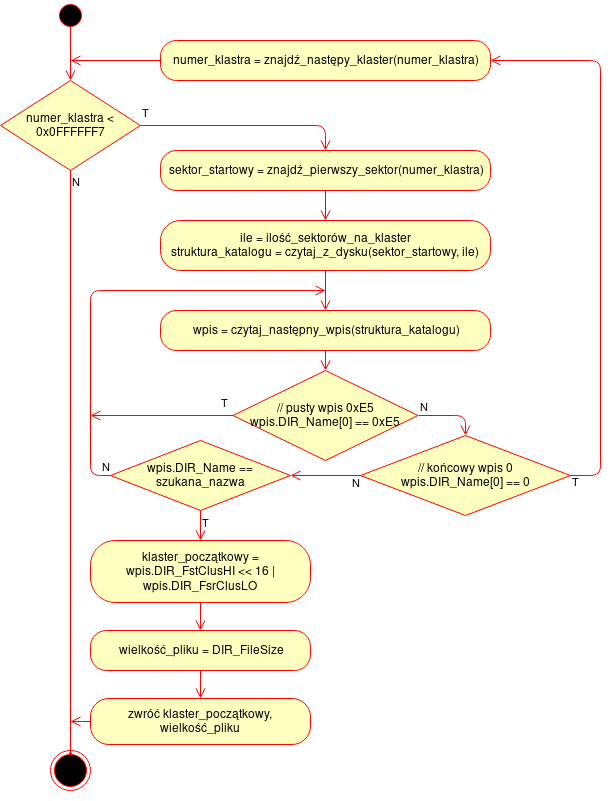 numer_klastra = znajdź_następy_klaster(numer_klastra)
numer_klastra <
0x0FFFFFF7
T
N
sektor_startowy = znajdź_pierwszy_sektor(numer_klastra)
ile = ilość_sektorów_na_klaster
struktura_katalogu = czytaj_z_dysku(sektor_startowy, ile)
wpis = czytaj_następny_wpis(struktura_katalogu)
// pusty wpis 0xE5
wpis.DIR_Name[0] == 0xE5
T
N
// końcowy wpis 0
wpis.DIR_Name[0] == 0
N
T
wpis.DIR_Name ==
szukana_nazwa
N
T
klaster_początkowy =
wpis.DIR_FstClusHI << 16 |
wpis.DIR_FsrClusLO
wielkość_pliku = DIR_FileSize
zwróć klaster_początkowy,
wielkość_pliku